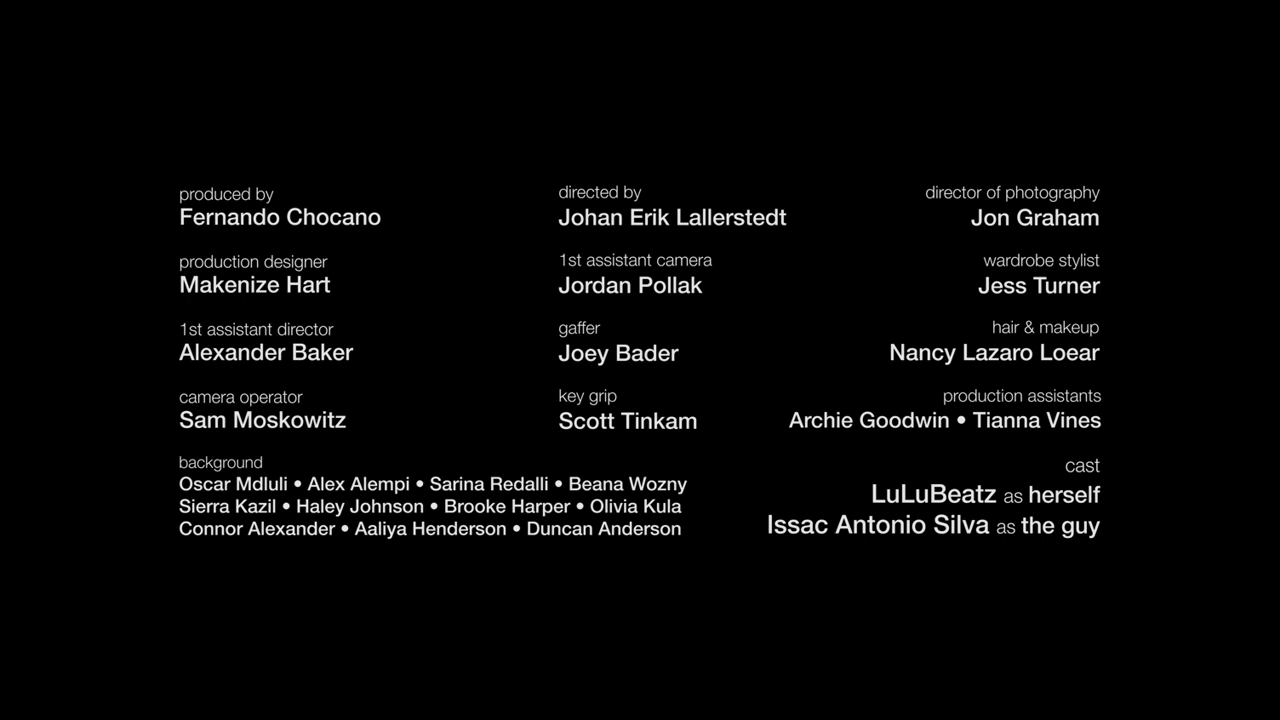 produced by
Fernando Chocano
directed by
Johan Erik Lallerstedt
director of photography
Jon Graham
production designer
Makenize Hart
1st assistant camera
Jordan Pollak
wardrobe stylist
Jess Turner
1st assistant director
Alexander Baker
gaffer
Joey Bader
hair & makeup
Nancy Lazaro Loear
camera operator
Sam Moskowitz
key grip
Scott Tinkam
production assistants
Archie Goodwin • Tianna Vines
background
Oscar Mdluli • Alex Alempi • Sarina Redalli • Beana Wozny
Sierra Kazil • Haley Johnson • Brooke Harper • Olivia Kula
Connor Alexander • Aaliya Henderson • Duncan Anderson
cast
LuLuBeatz as herself
Issac Antonio Silva as the guy